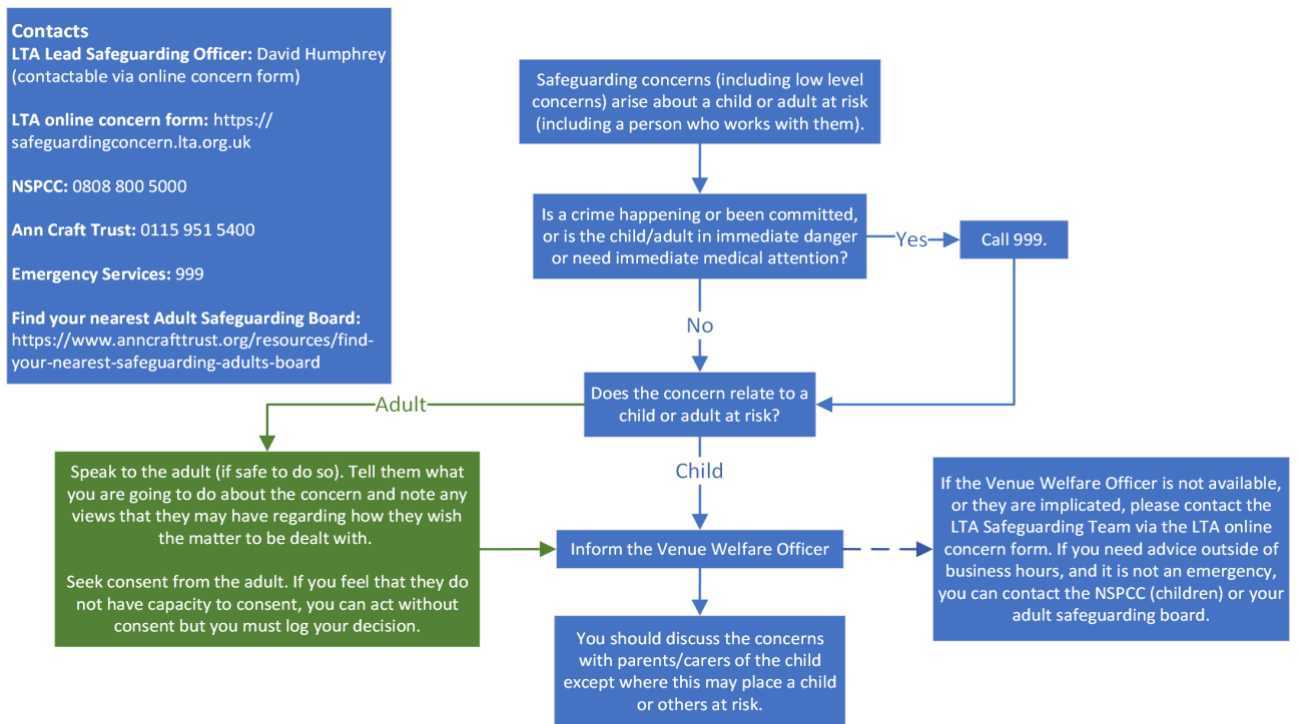 Contacts
LTA Lead Safeguarding Officer: David Humphrey
(contactable via online concern form)
LTA online concern form: https://
safeguardingconcern.lta.org.uk
NSPCC: 0808 800 5000
Ann Craft Trust: 0115 951 5400
Emergency Services: 999
Find your nearest Adult Safeguarding Board:
https://www.anncrafttrust.org/resources/find-
your-nearest-safeguarding-adults-board
Safeguarding concerns (including low level
concerns) arise about a child or adult at risk
(including a person who works with them).
Is a crime happening or been committed,
or is the child/adult in immediate danger
or need immediate medical attention?
Yes
Call 999.
No
Does the concern relate to a
child or adult at risk?
Adult
Child
Speak to the adult (if safe to do so). Tell them what
you are going to do about the concern and note any
views that they may have regarding how they wish
the matter to be dealt with.
Seek consent from the adult. If you feel that they do
not have capacity to consent, you can act without
consent but you must log your decision.
Inform the Venue Welfare Officer
If the Venue Welfare Officer is not available,
or they are implicated, please contact the
LTA Safeguarding Team via the LTA online
concern form. If you need advice outside of
business hours, and it is not an emergency,
you can contact the NSPCC (children) or your
adult safeguarding board.
You should discuss the concerns
with parents/carers of the child
except where this may place a child
or others at risk.